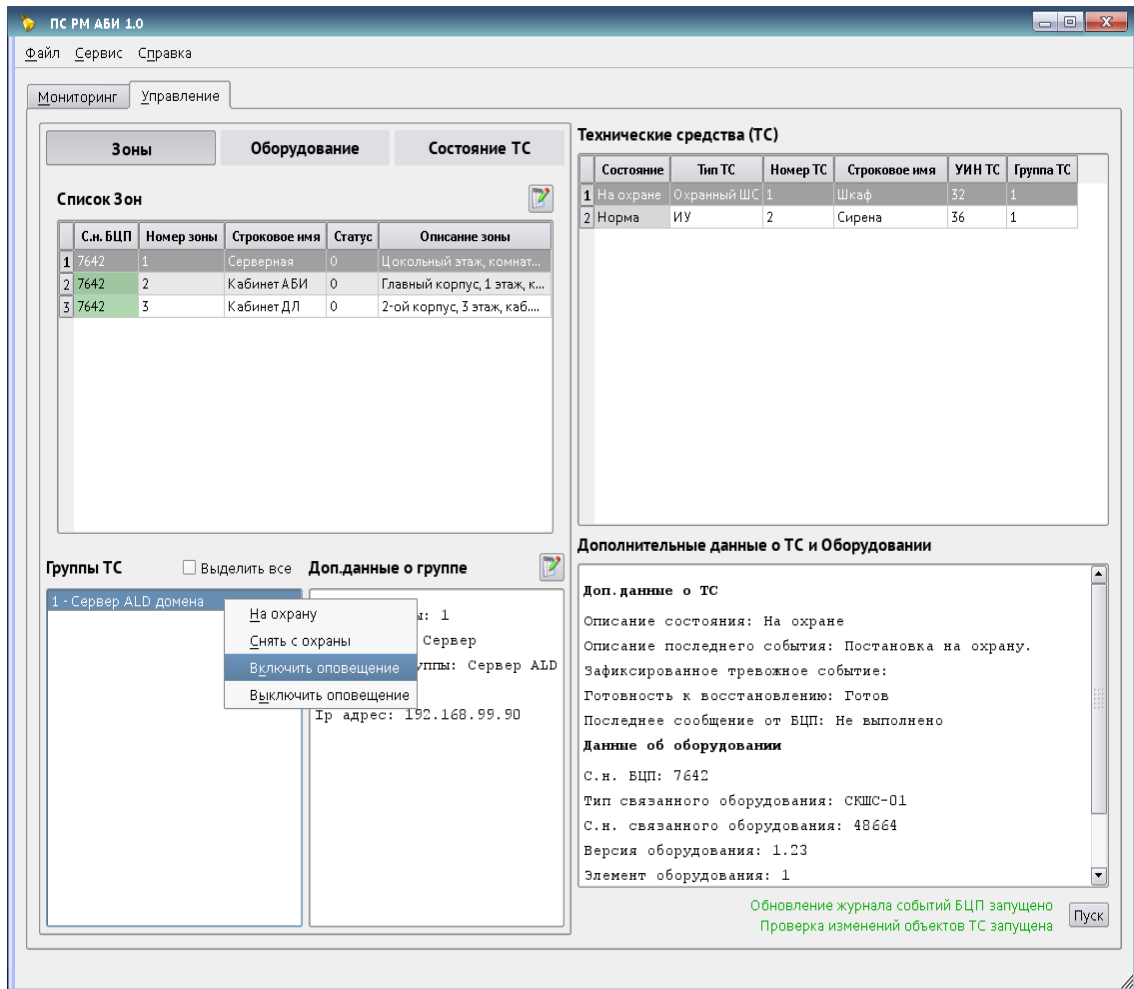 ПС РМ АБИ 1.0
Файл Сервис Справка
Мониторинг Управление
Зоны Оборудование Состояние ТС
Список Зон
С.н. БЦП Номер зоны Строковое имя Статус Описание зоны
1 7642 1 Серверная 0 Цокольный этаж, комнат...
2 7642 2 Кабинет АБИ 0 Главный корпус, 1 этаж, к...
3 7642 3 Кабинет ДЛ 0 2-ой корпус, 3 этаж, каб....
Группы ТС Выделить все Доп.данные о группе
1 - Сервер ALD домена
На охрану
Снять с охраны
Включить оповещение
Выключить оповещение
ы: 1
Сервер
уппы: Сервер ALD
Ip адрес: 192.168.99.90
Технические средства (ТС)
Состояние Тип ТС Номер ТС Строковое имя УИН ТС Группа ТС
1 На охране Охранный ШС 1 Шкаф 32 1
2 Норма ИУ 2 Сирена 36 1
Дополнительные данные о ТС и Оборудовании
Доп.данные о ТС
Описание состояния: На охране
Описание последнего события: Постановка на охрану.
Зафиксированное тревожное событие:
Готовность к восстановлению: Готов
Последнее сообщение от БЦП: Не выполнено
Данные об оборудовании
С.н. БЦП: 7642
Тип связанного оборудования: СКШС-01
С.н. связанного оборудования: 48664
Версия оборудования: 1.23
Элемент оборудования: 1
Обновление журнала событий БЦП запущено
Проверка изменений объектов ТС запущена
Пуск